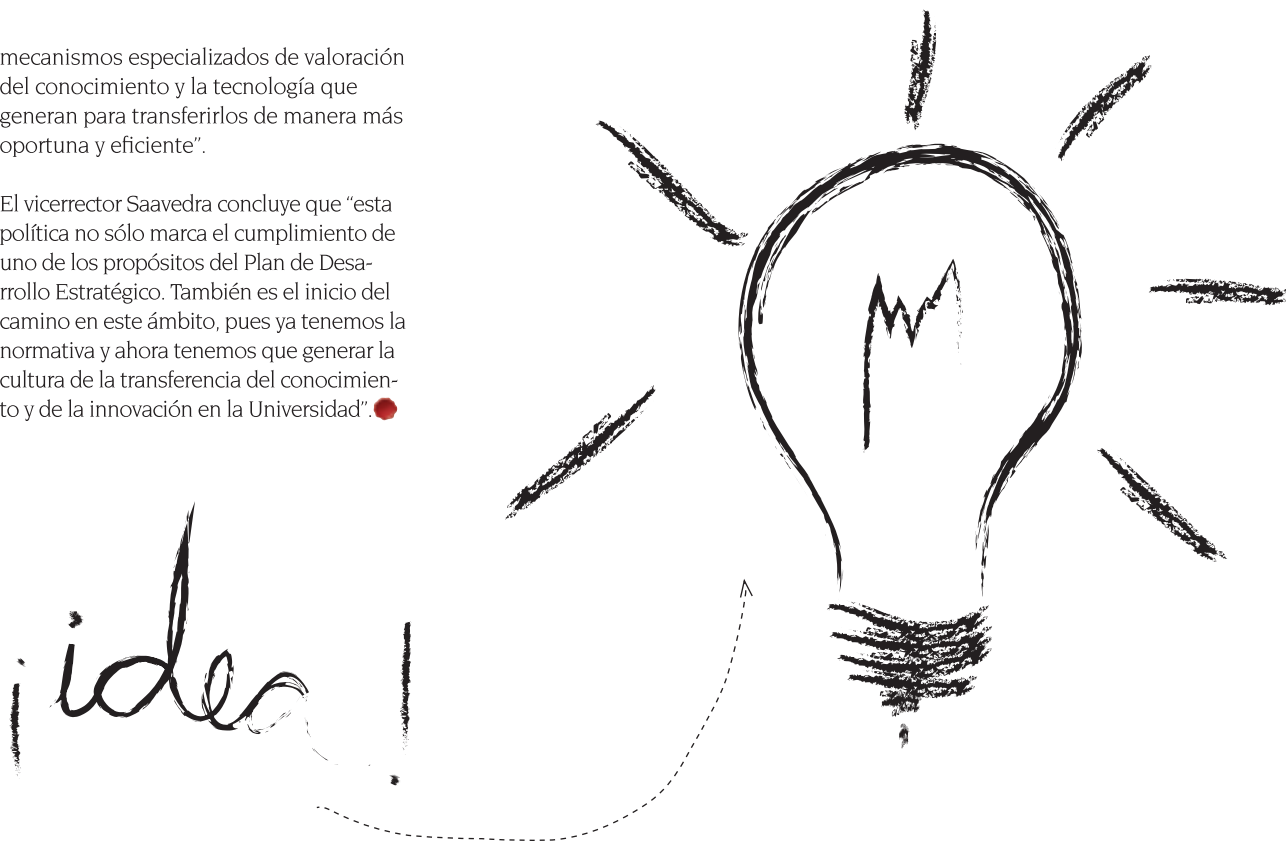 mecanismos especializados de valoración
del conocimiento y la tecnología que
generan para transferirlos de manera más
oportuna y eficiente”.
El vicerrector Saavedra concluye que “esta
política no sólo marca el cumplimiento de
uno de los propósitos del Plan de Desa-
rrollo Estratégico. También es el inicio del
camino en este ámbito, pues ya tenemos la
normativa y ahora tenemos que generar la
cultura de la transferencia del conocimien-
to y de la innovación en la Universidad”.
¡idea!